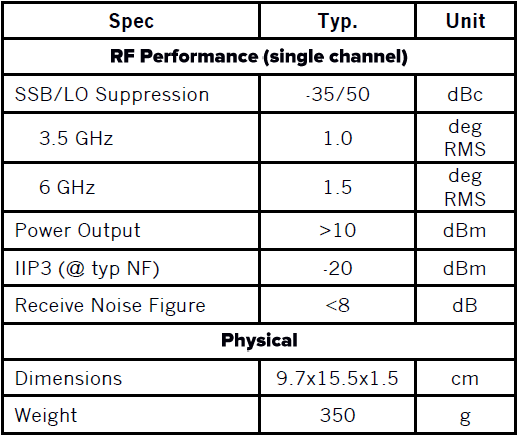 Spec Typ. Unit
RF Performance (single channel)
SSB/LO Suppression -35/50 dBc
3.5 GHz 1.0 deg RMS
6 GHz 1.5 deg RMS
Power Output >10 dBm
IIP3 (@ typ NF) -20 dBm
Receive Noise Figure <8 dB
Physical
Dimensions 9.7x15.5x1.5 cm
Weight 350 g